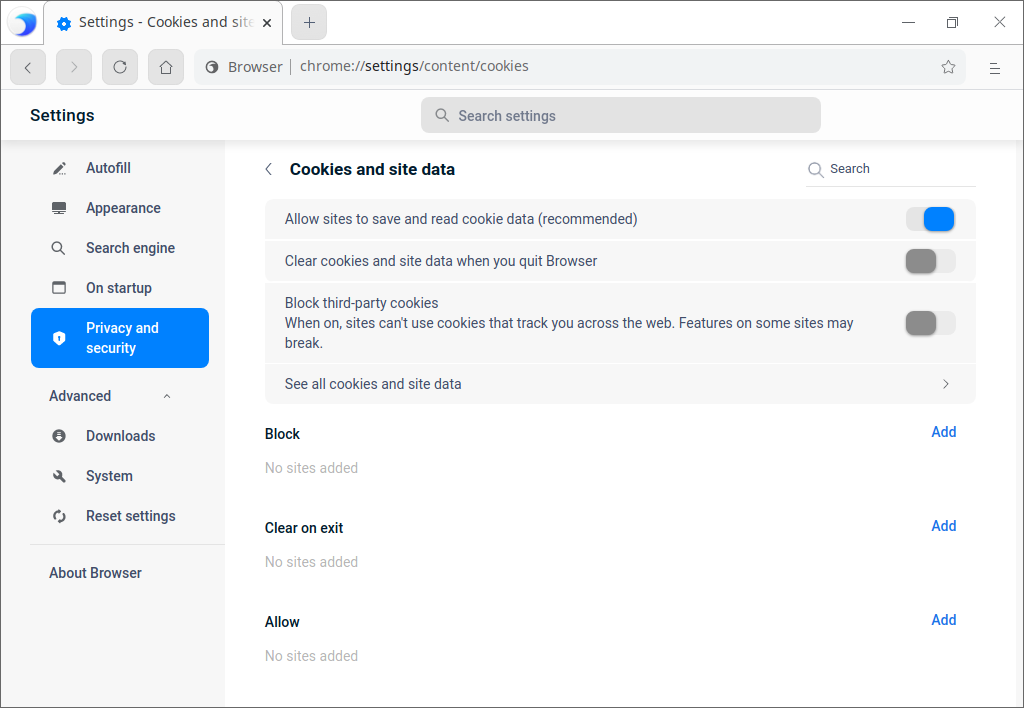 Settings - Cookies and site
Browser
chrome://settings/content/cookies
Settings
Search settings
Autofill
Appearance
Search engine
On startup
Privacy and
security
Advanced
Downloads
System
Reset settings
About Browser
Cookies and site data
Search
Allow sites to save and read cookie data (recommended)
Clear cookies and site data when you quit Browser
Block third-party cookies
When on, sites can't use cookies that track you across the web. Features on some sites may
break.
See all cookies and site data
Block
Add
No sites added
Clear on exit
Add
No sites added
Allow
Add
No sites added